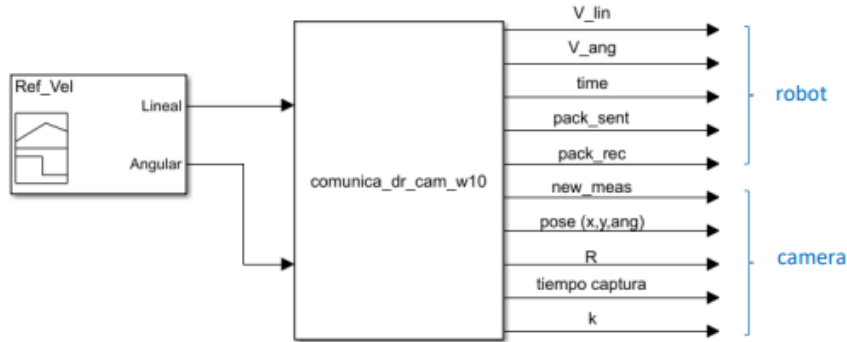 Ref_Vel
Lineal
Angular
comunica_dr_cam_w10
V_lin
V_ang
time
pack_sent
pack_rec
new_meas
pose (x,y,ang)
R
tiempo captura
k
robot
camera